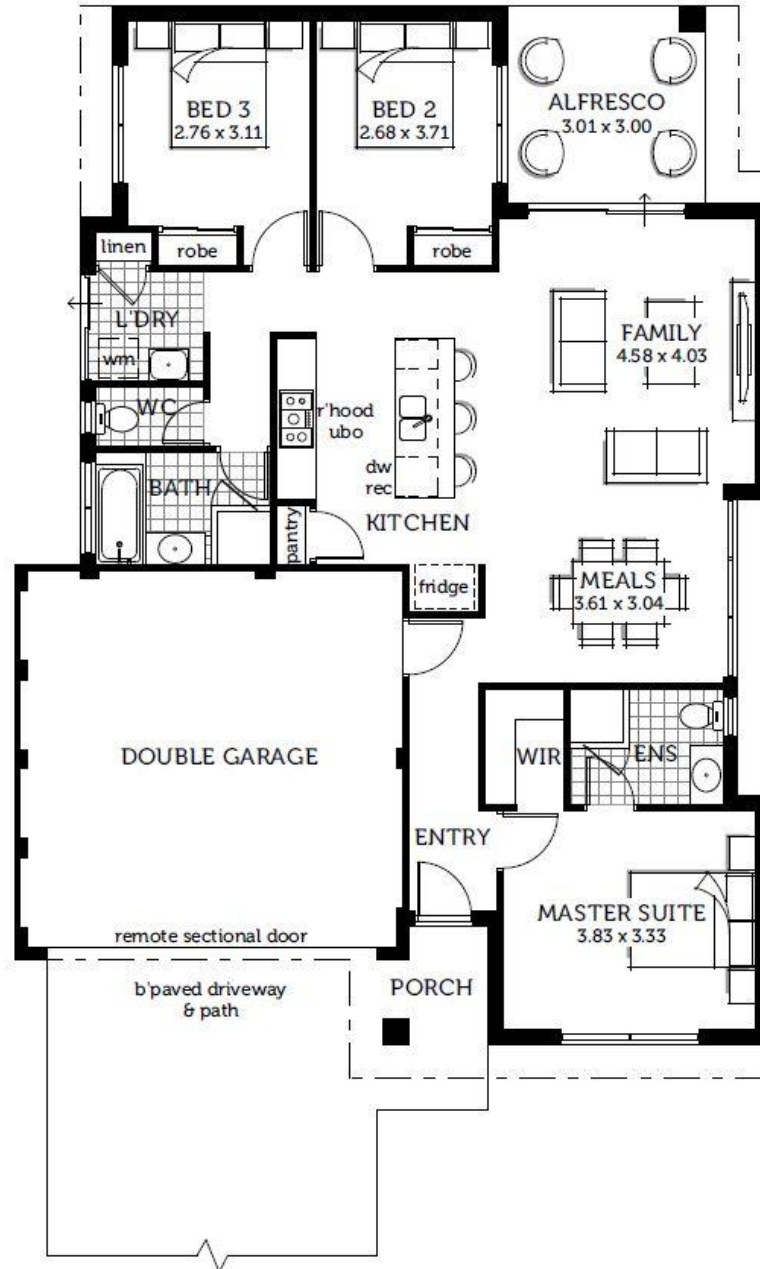 BED 3
2.76 x 3.11
BED 2
2.68 x 3.71
ALFRESCO
3.01 x 3.00
linen
robe
robe
L'DRY
wm
FAMILY
4.58 x 4.03
WC
r'hood
ubo
dw
rec
BATH
pantry
KITCHEN
fridge
MEALS
3.61 x 3.04
DOUBLE GARAGE
WIR
ENS
ENTRY
MASTER SUITE
3.83 x 3.33
remote sectional door
b'paved driveway
& path
PORCH